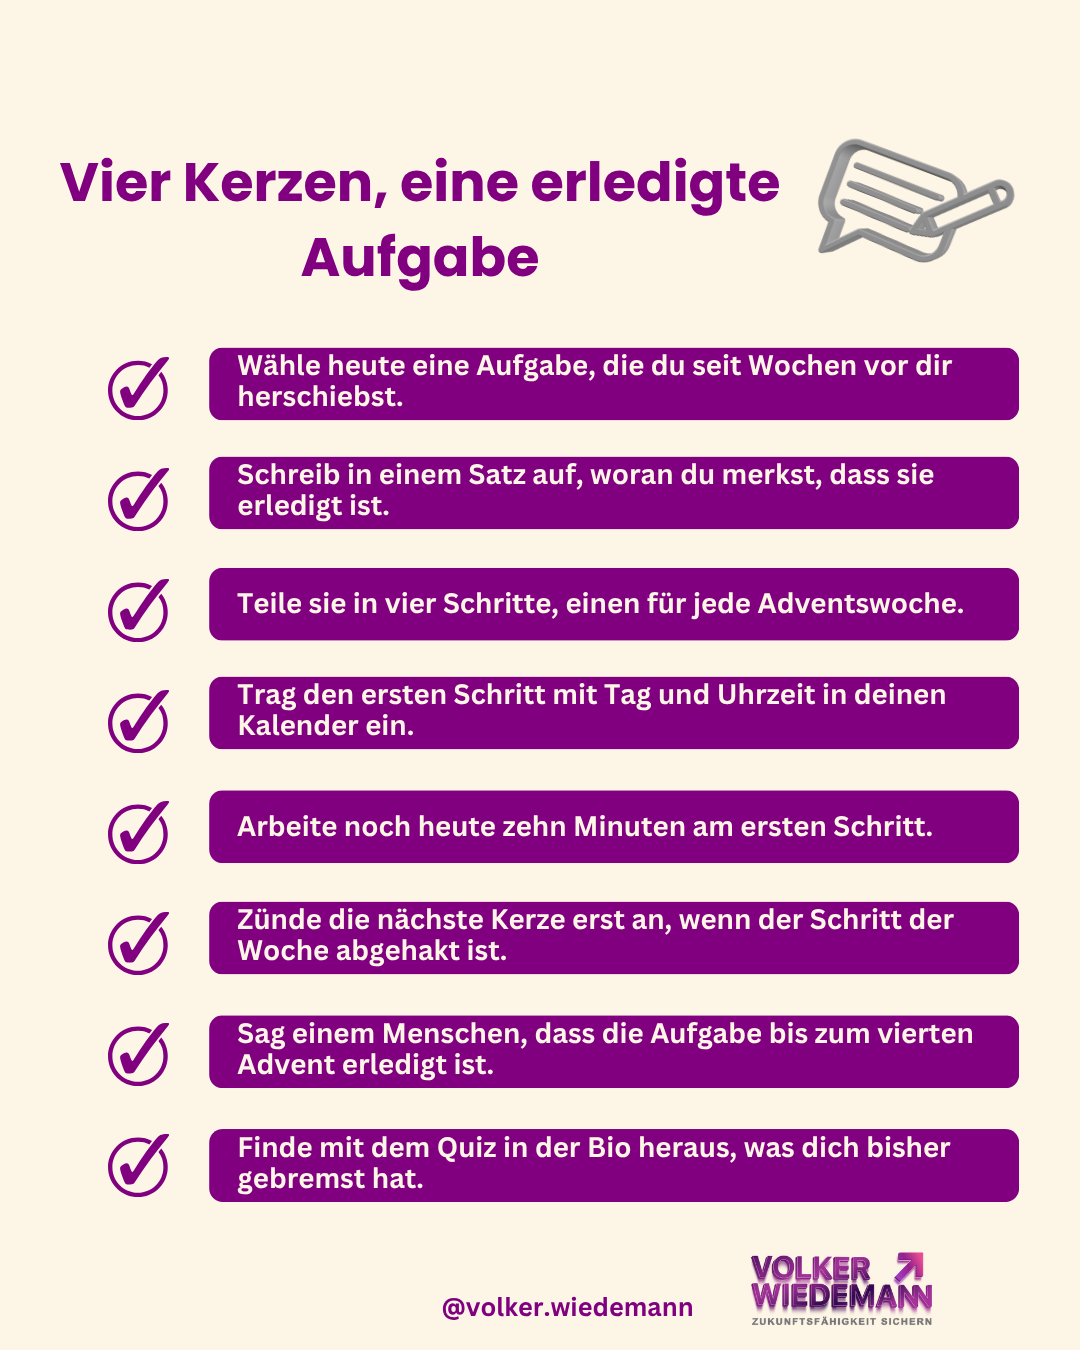 Vier Kerzen, eine erledigte
Aufgabe
Wähle heute eine Aufgabe, die du seit Wochen vor dir
herschiebst.
Schreib in einem Satz auf, woran du merkst, dass sie
erledigt ist.
Teile sie in vier Schritte, einen für jede Adventswoche.
Trag den ersten Schritt mit Tag und Uhrzeit in deinen
Kalender ein.
Arbeite noch heute zehn Minuten am ersten Schritt.
Zünde die nächste Kerze erst an, wenn der Schritt der
Woche abgehakt ist.
Sag einem Menschen, dass die Aufgabe bis zum vierten
Advent erledigt ist.
Finde mit dem Quiz in der Bio heraus, was dich bisher
gebremst hat.
@volker.wiedemann
VOLKER
WIEDEMANN
ZUKUNFTSFÄHIGKEIT SICHERN